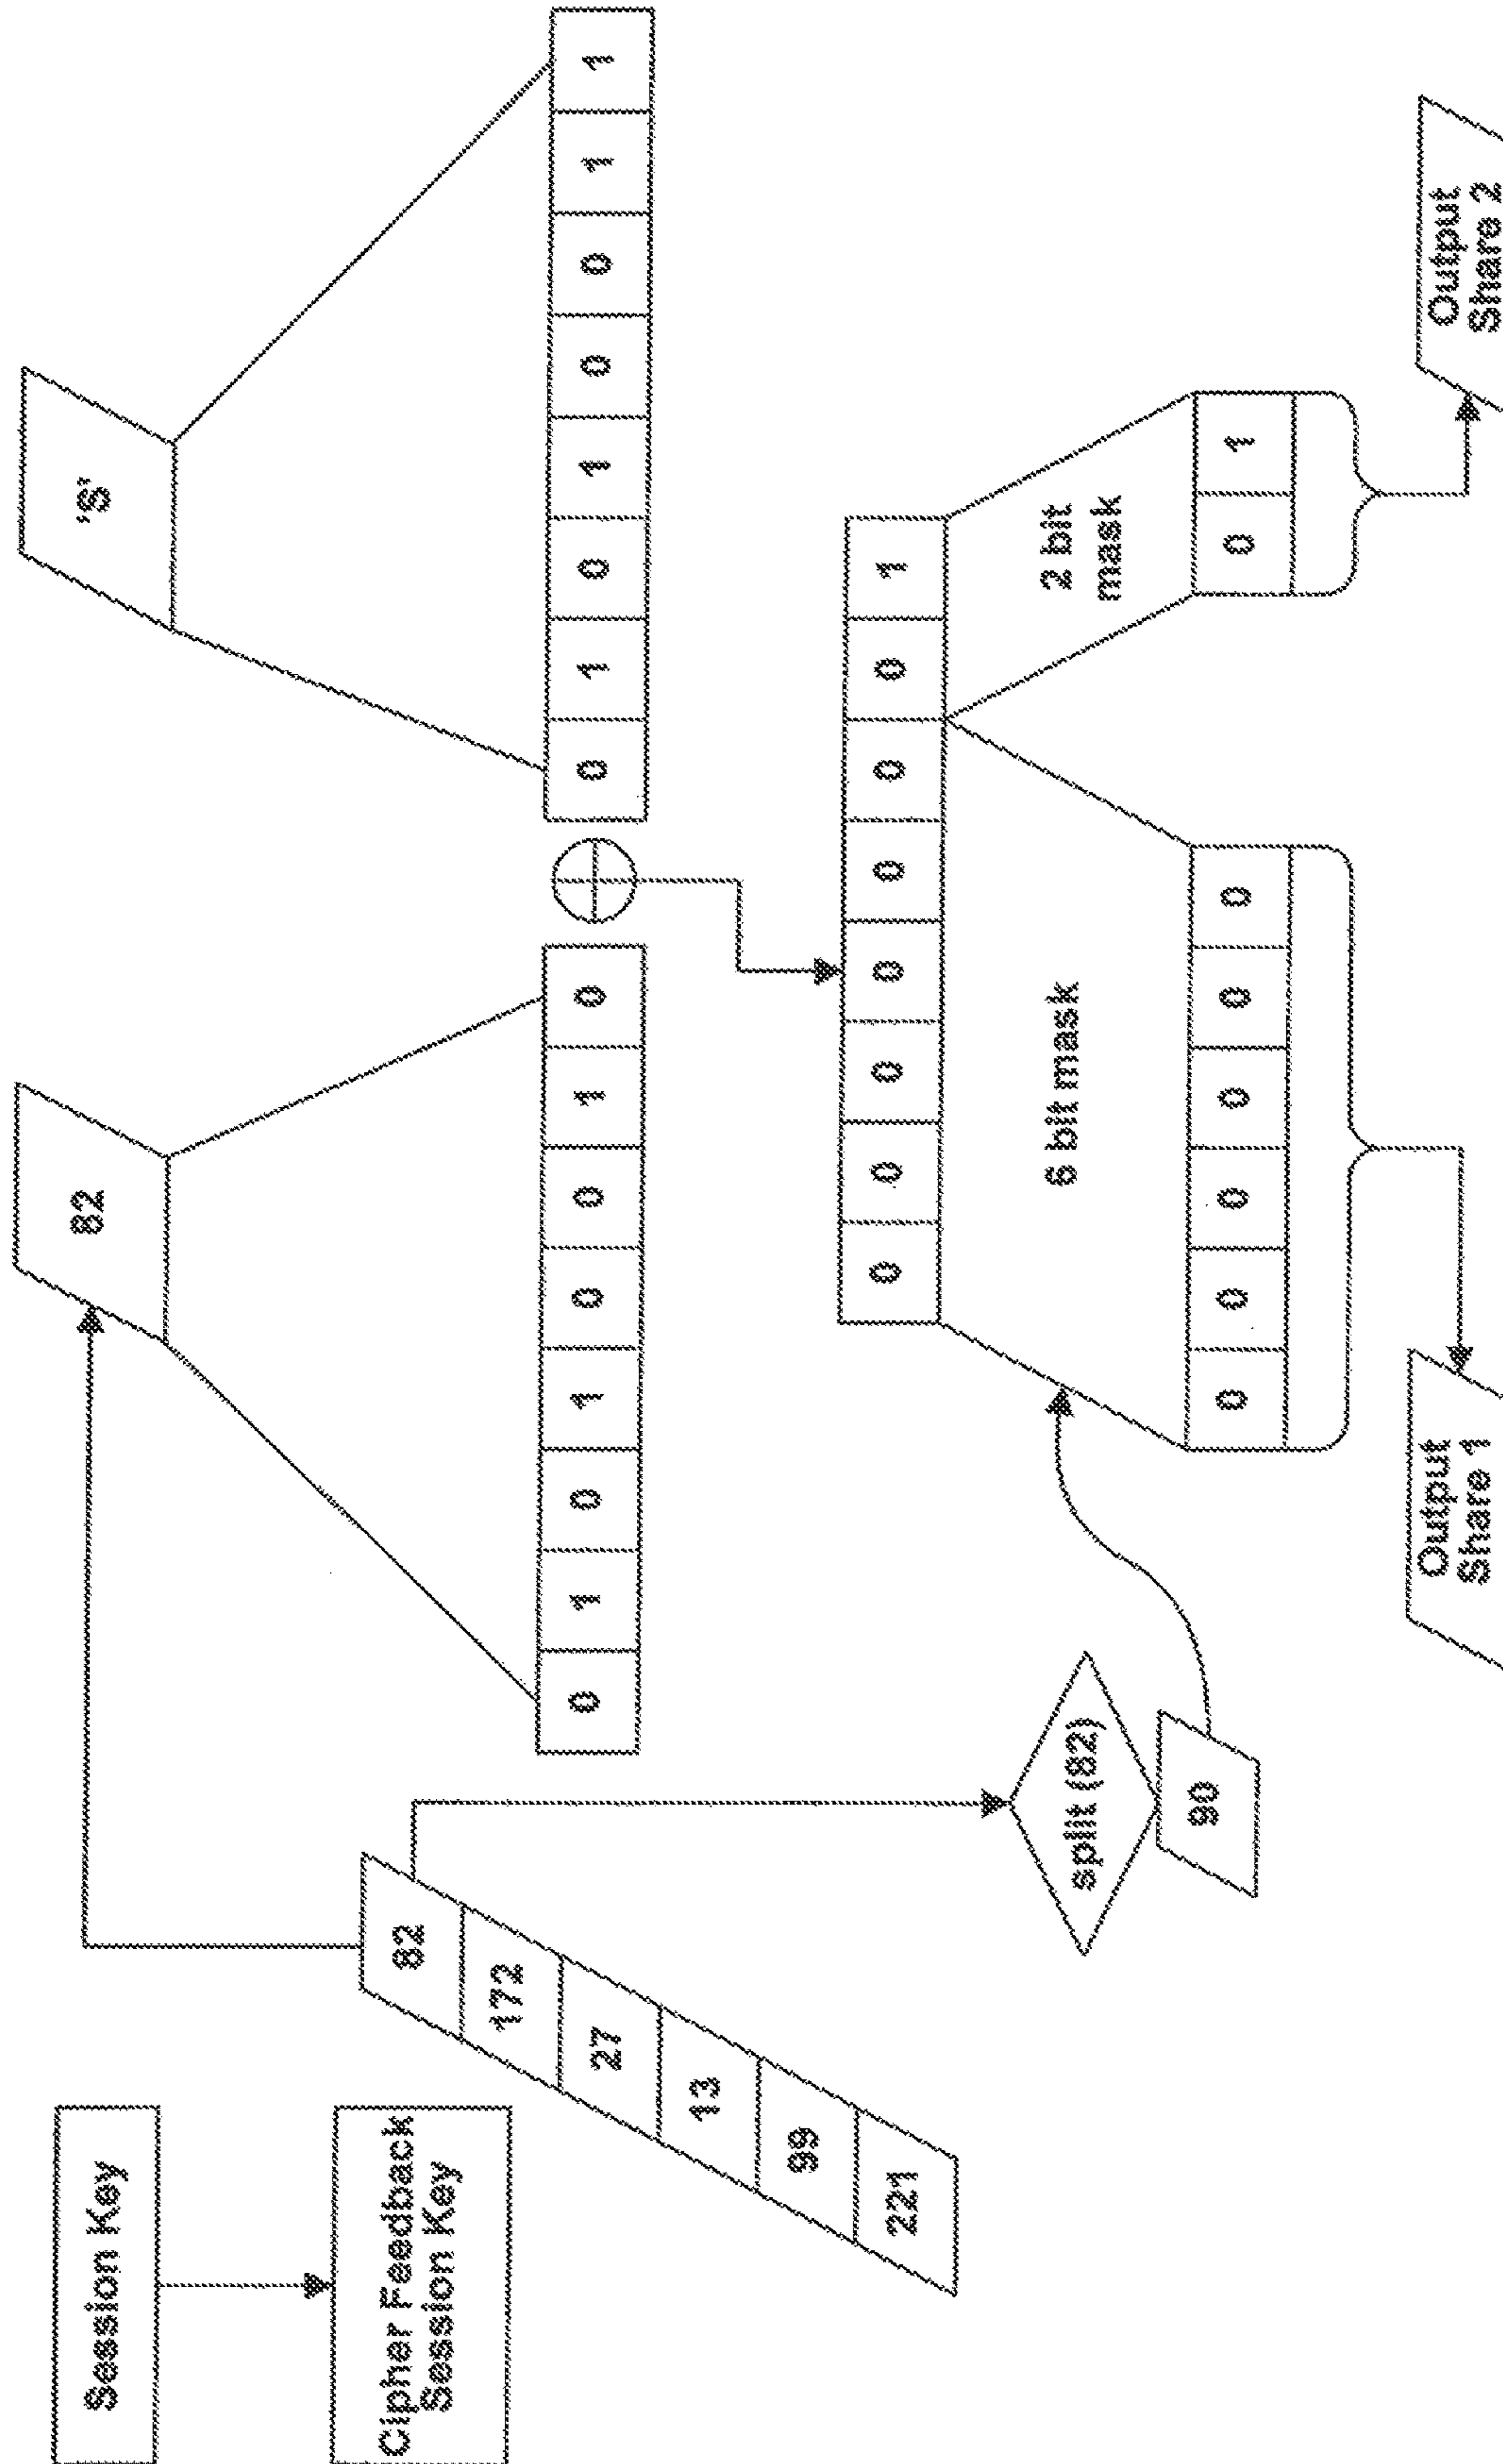 Session Key
Cipher Feedback
Session Key
82
172
27
13
99
221
82
'S'
0 1 0 1 0 0 1 0
0 1 0 1 0 0 1 1
split (82)
90
0 0 0 0 0 0 0 1
6 bit mask
2 bit
mask
0 0 0 0 0 0
0 1
Output
Share 1
Output
Share 2